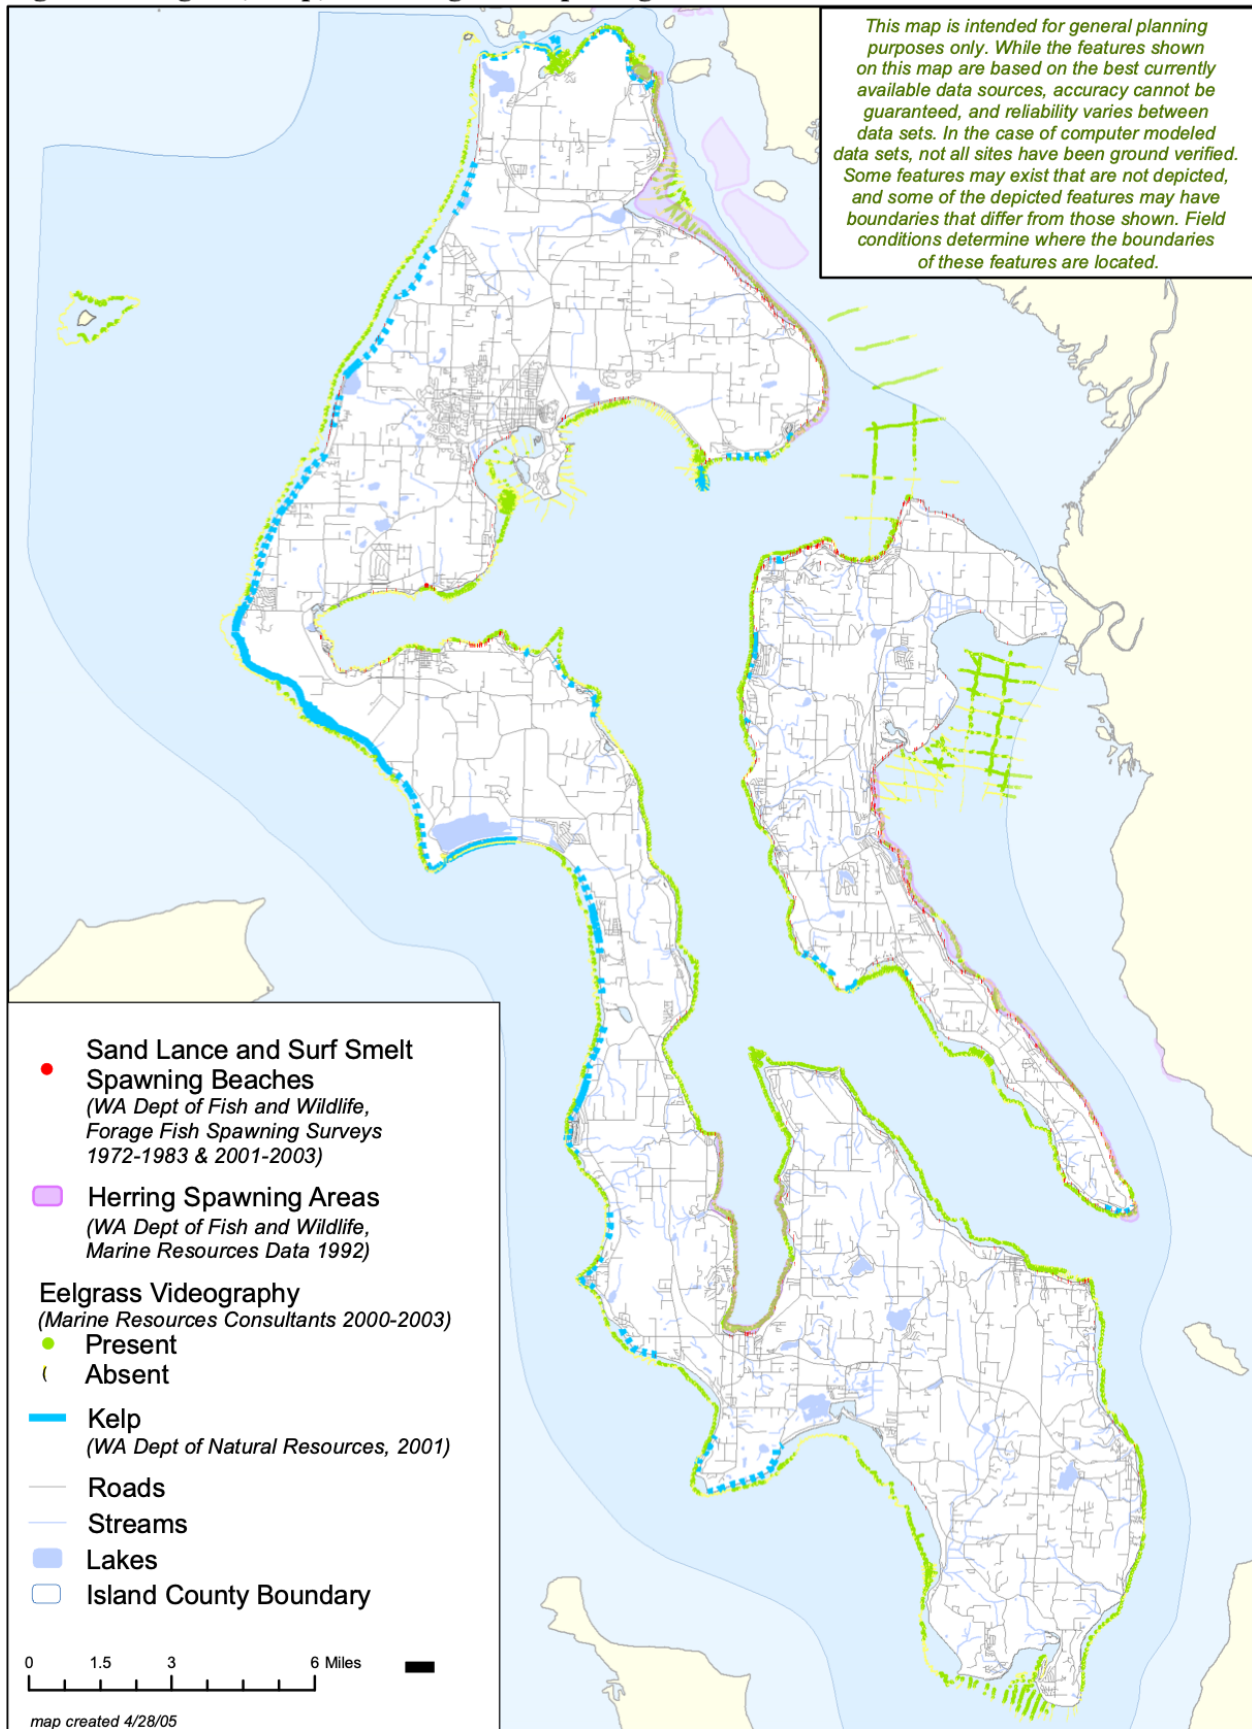 This map is intended for general planning
purposes only. While the features shown
on this map are based on the best currently
available data sources, accuracy cannot be
guaranteed, and reliability varies between
data sets. In the case of computer modeled
data sets, not all sites have been ground verified.
Some features may exist that are not depicted,
and some of the depicted features may have
boundaries that differ from those shown. Field
conditions determine where the boundaries
of these features are located.
Sand Lance and Surf Smelt
Spawning Beaches
(WA Dept of Fish and Wildlife,
Forage Fish Spawning Surveys
1972-1983 & 2001-2003)
Herring Spawning Areas
(WA Dept of Fish and Wildlife,
Marine Resources Data 1992)
Eelgrass Videography
(Marine Resources Consultants 2000-2003)
Present
Absent
Kelp
(WA Dept of Natural Resources, 2001)
Roads
Streams
Lakes
Island County Boundary
0 1.5 3 6 Miles
map created 4/28/05